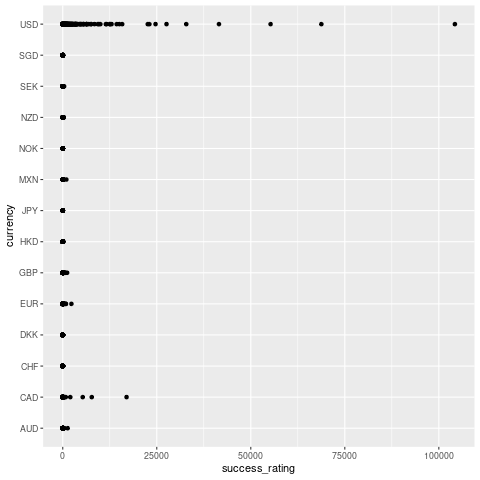 USD
SGD
SEK
NZD
NOK
MXN
JPY
HKD
GBP
EUR
DKK
CHF
CAD
AUD
currency
0 25000 50000 75000 100000
success_rating